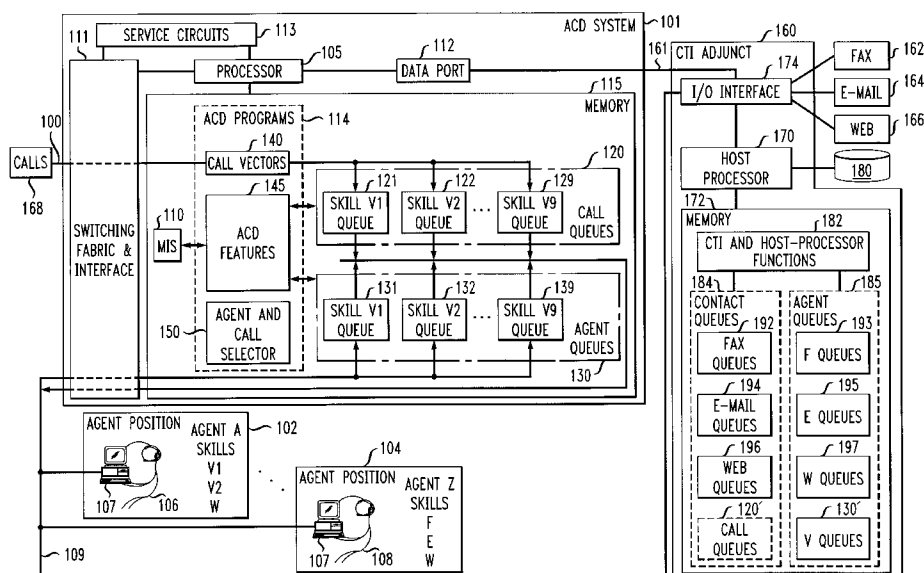 111
SERVICE CIRCUITS
113
ACD SYSTEM
101
105
PROCESSOR
112
DATA PORT
161
160
CTI ADJUNCT
174
I/O INTERFACE
FAX
162
E-MAIL
164
WEB
166
115
MEMORY
ACD PROGRAMS
114
100
CALLS
168
140
CALL VECTORS
120
170
HOST
PROCESSOR
180
145
ACD
FEATURES
110
MIS
121
SKILL V1
QUEUE
122
SKILL V2
QUEUE
...
129
SKILL V9
QUEUE
CALL
QUEUES
SWITCHING
FABRIC &
INTERFACE
172
MEMORY
182
CTI AND HOST-PROCESSOR
FUNCTIONS
131
SKILL V1
QUEUE
132
SKILL V2
QUEUE
...
139
SKILL V9
QUEUE
AGENT
QUEUES
130
150
AGENT AND
CALL
SELECTOR
184
CONTACT
QUEUES
192
FAX
QUEUES
194
E-MAIL
QUEUES
196
WEB
QUEUES
120'
CALL
QUEUES
185
AGENT
QUEUES
193
F QUEUES
195
E QUEUES
197
W QUEUES
130'
V QUEUES
AGENT POSITION
102
AGENT A
SKILLS
V1
V2
W
107
106
104
AGENT POSITION
AGENT Z
SKILLS
F
E
W
107
108
109